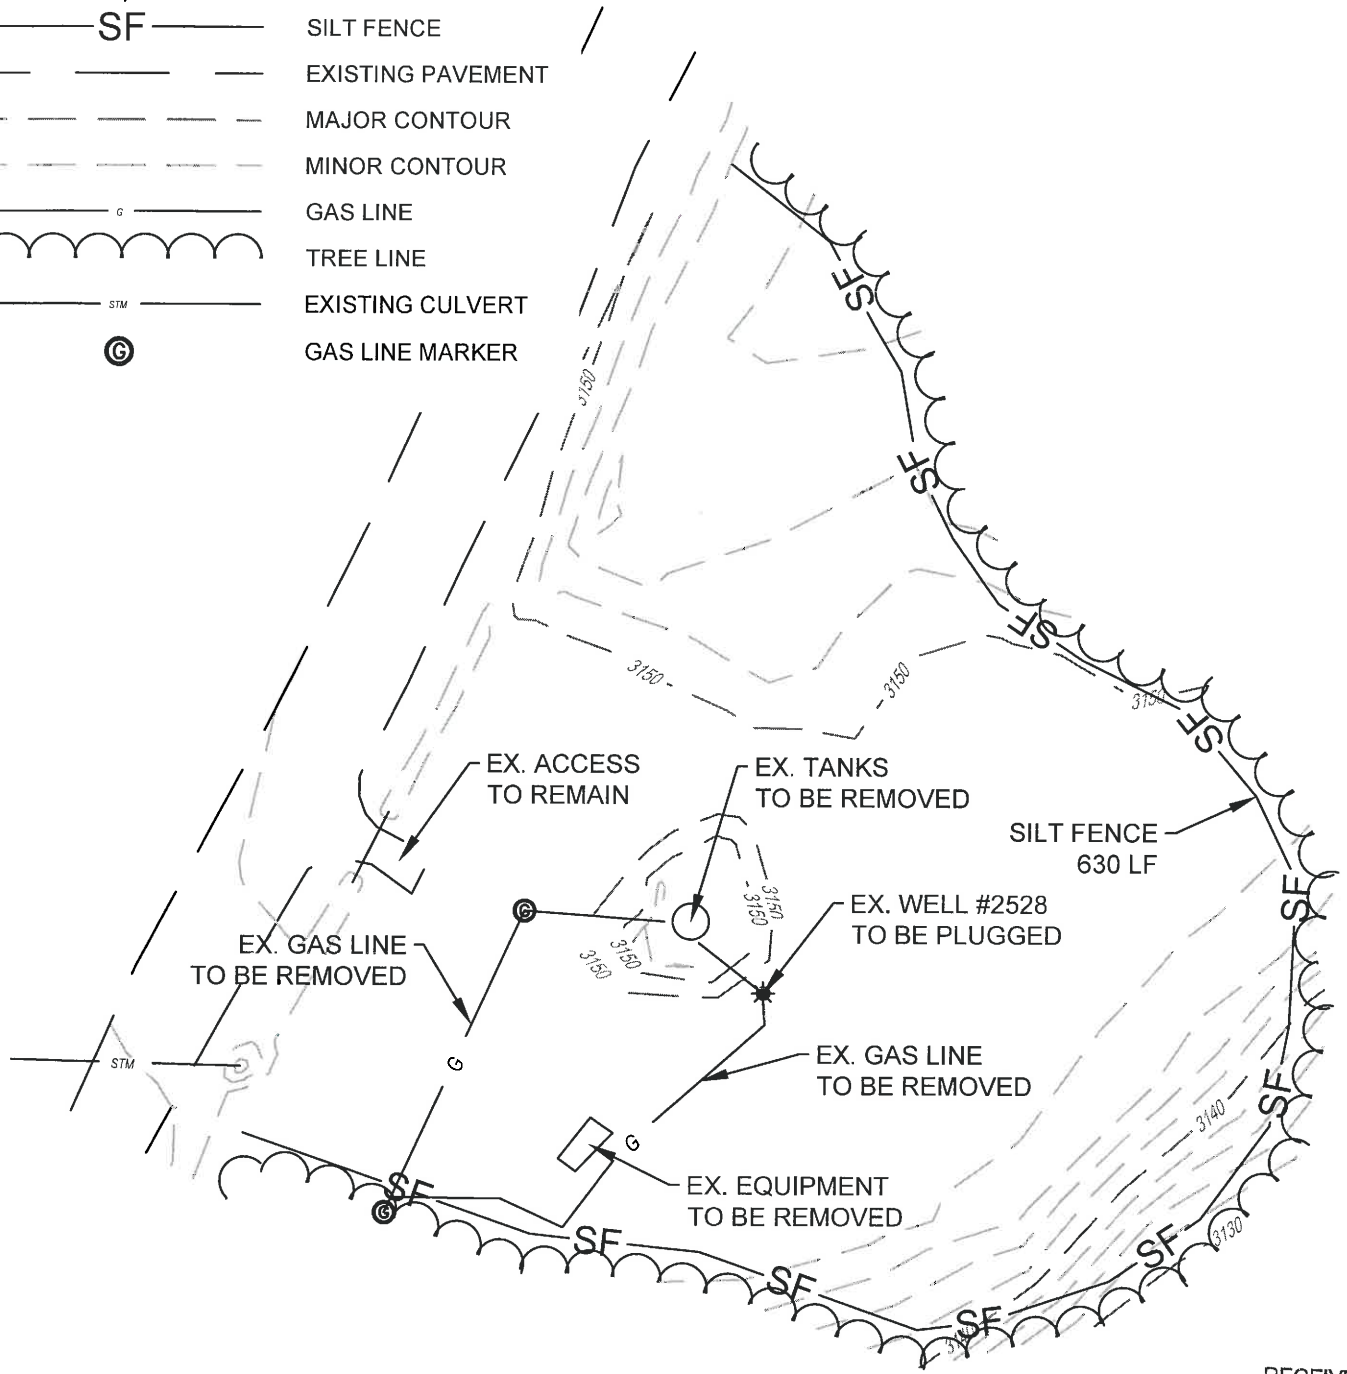 SF SILT FENCE
EXISTING PAVEMENT
MAJOR CONTOUR
MINOR CONTOUR
G GAS LINE
TREE LINE
STM EXISTING CULVERT
G GAS LINE MARKER
SF
3150
SF
SF
3150
3150
3150
SF
EX. ACCESS
TO REMAIN
EX. TANKS
TO BE REMOVED
SILT FENCE
630 LF
SF
3150
3150
EX. WELL #2528
TO BE PLUGGED
G
EX. GAS LINE
TO BE REMOVED
3150
3150
STM
G
EX. GAS LINE
TO BE REMOVED
SF
3140
G
EX. EQUIPMENT
TO BE REMOVED
SF
G
SF
3130
SF
SF
SF